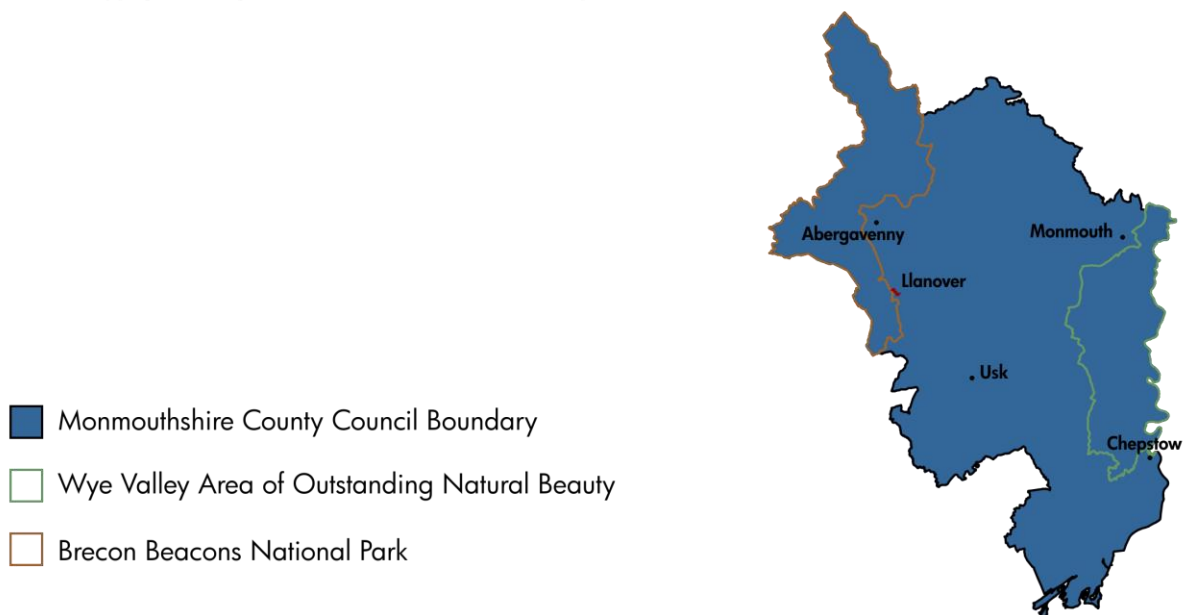 Abergavenny
Monmouth
Llanover
Usk
Monmouthshire County Council Boundary
Chepstow
Wye Valley Area of Outstanding Natural Beauty
Brecon Beacons National Park